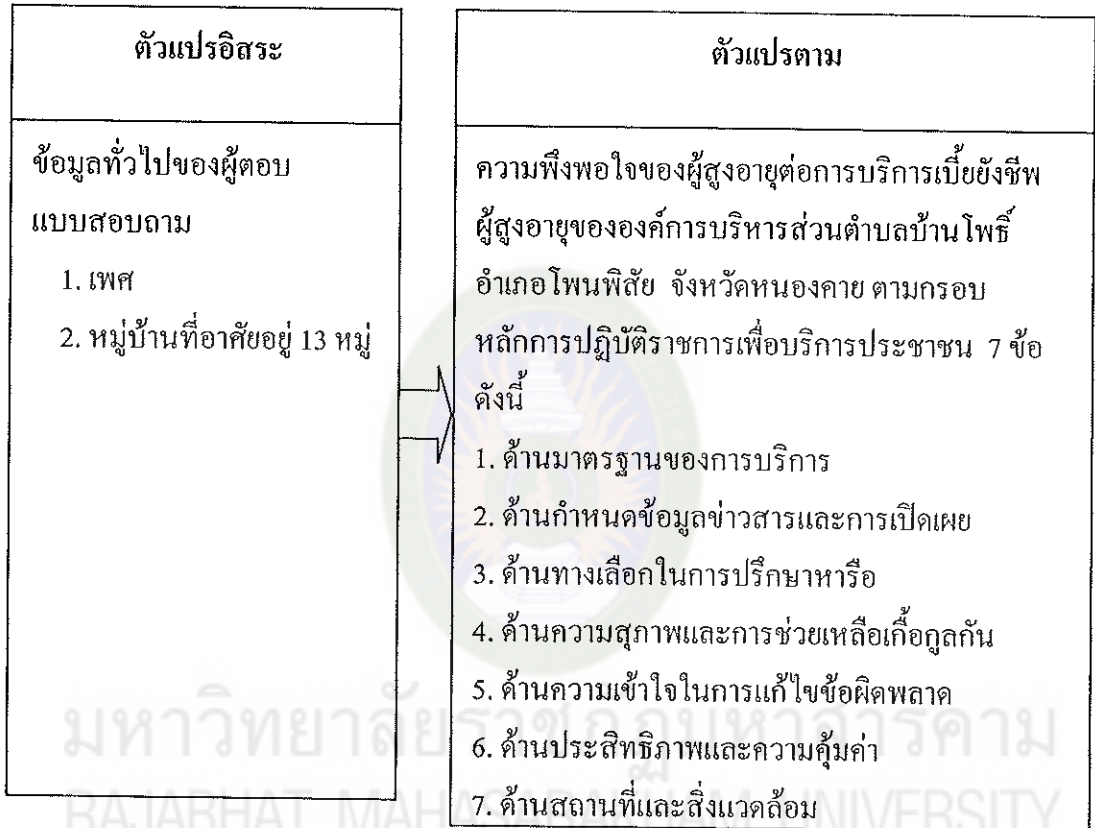 ตัวแปรอิสระ
ข้อมูลทั่วไปของผู้ตอบ
แบบสอบถาม
1. เพศ
2. หมู่บ้านที่อาศัยอยู่ 13 หมู่
ตัวแปรตาม
ความพึงพอใจของผู้สูงอายุต่อการบริการเบี้ยยังชีพ
ผู้สูงอายุขององค์การบริหารส่วนตำบลบ้านโพธิ์
อำเภอโพนพิสัย จังหวัดหนองคาย ตามกรอบ
หลักการปฏิบัติราชการเพื่อบริการประชาชน 7 ข้อ
ดังนี้
1. ด้านมาตรฐานของการบริการ
2. ด้านกำหนดข้อมูลข่าวสารและการเปิดเผย
3. ด้านทางเลือกในการปรึกษาหารือ
4. ด้านความสุภาพและการช่วยเหลือเกื้อกูลกัน
5. ด้านความเข้าใจในการแก้ไขข้อผิดพลาด
6. ด้านประสิทธิภาพและความคุ้มค่า
7. ด้านสถานที่และสิ่งแวดล้อม
มหาวิทยาลัยราชภัฏมหาสารคาม
RAJABHAT MAHASARAKHAM UNIVERSITY